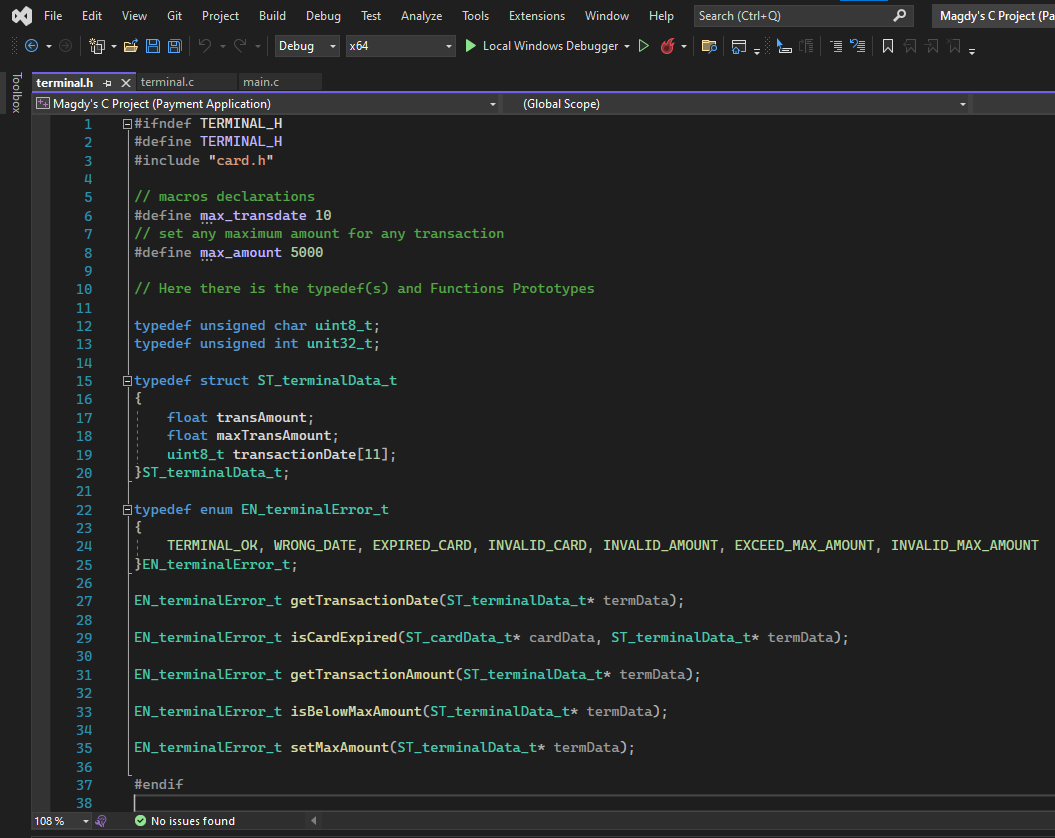 File Edit View Git Project Build Debug Test Analyze Tools Extensions Window Help Search (Ctrl+Q) Magdy's C Project (Pa
Debug x64 Local Windows Debugger
Toolbox
terminal.h terminal.c main.c
Magdy's C Project (Payment Application) (Global Scope)
1 #ifndef TERMINAL_H
2 #define TERMINAL_H
3 #include "card.h"
4
5 // macros declarations
6 #define max_transdate 10
7 // set any maximum amount for any transaction
8 #define max_amount 5000
9
10 // Here there is the typedef(s) and Functions Prototypes
11
12 typedef unsigned char uint8_t;
13 typedef unsigned int unit32_t;
14
15 typedef struct ST_terminalData_t
16 {
17 float transAmount;
18 float maxTransAmount;
19 uint8_t transactionDate[11];
20 }ST_terminalData_t;
21
22 typedef enum EN_terminalError_t
23 {
24 TERMINAL_OK, WRONG_DATE, EXPIRED_CARD, INVALID_CARD, INVALID_AMOUNT, EXCEED_MAX_AMOUNT, INVALID_MAX_AMOUNT
25 }EN_terminalError_t;
26
27 EN_terminalError_t getTransactionDate(ST_terminalData_t* termData);
28
29 EN_terminalError_t isCardExpired(ST_cardData_t* cardData, ST_terminalData_t* termData);
30
31 EN_terminalError_t getTransactionAmount(ST_terminalData_t* termData);
32
33 EN_terminalError_t isBelowMaxAmount(ST_terminalData_t* termData);
34
35 EN_terminalError_t setMaxAmount(ST_terminalData_t* termData);
36
37 #endif
38
108 % No issues found